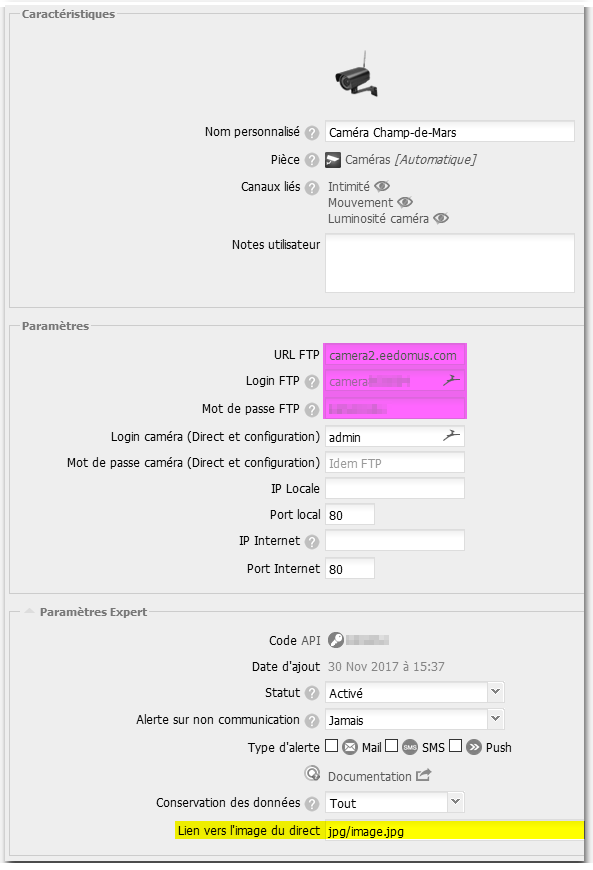 Caractéristiques
Nom personnalisé ? Caméra Champ-de-Mars
Pièce ? Caméras [Automatique]
Canaux liés ? Intimité
Mouvement
Luminosité caméra
Notes utilisateur
Paramètres
URL FTP camera2.eedomus.com
Login FTP ? camera
Mot de passe FTP ?
Login caméra (Direct et configuration) admin
Mot de passe caméra (Direct et configuration) Idem FTP
IP Locale
Port local 80
IP Internet ?
Port Internet 80
Paramètres Expert
Code API
Date d'ajout 30 Nov 2017 à 15:37
Statut ? Activé
Alerte sur non communication ? Jamais
Type d'alerte Mail SMS SMS Push
Documentation
Conservation des données ? Tout
Lien vers l'image du direct jpg/image.jpg